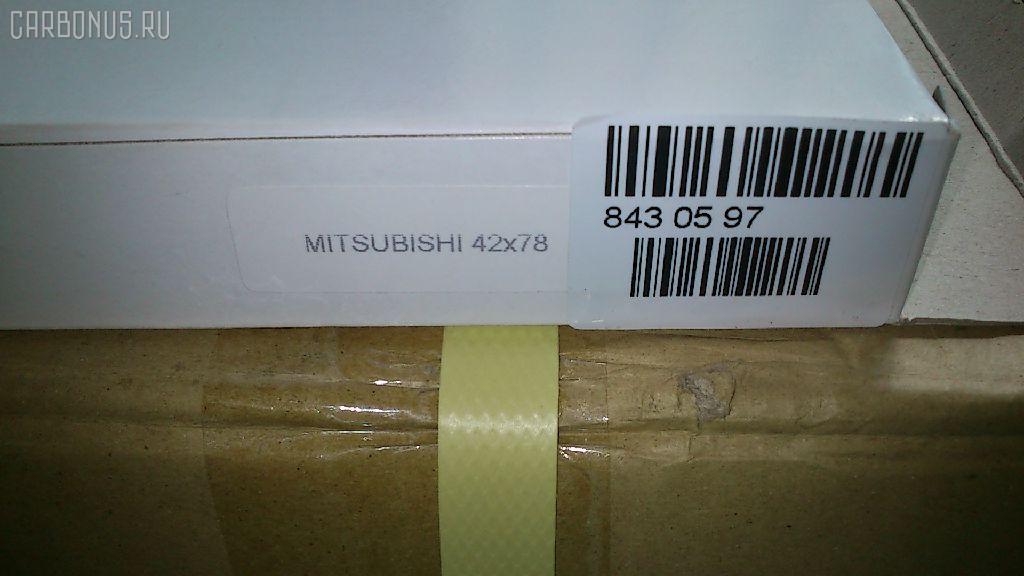 CARBONUS.RU
MITSUBISHI 42x78
843 05 97